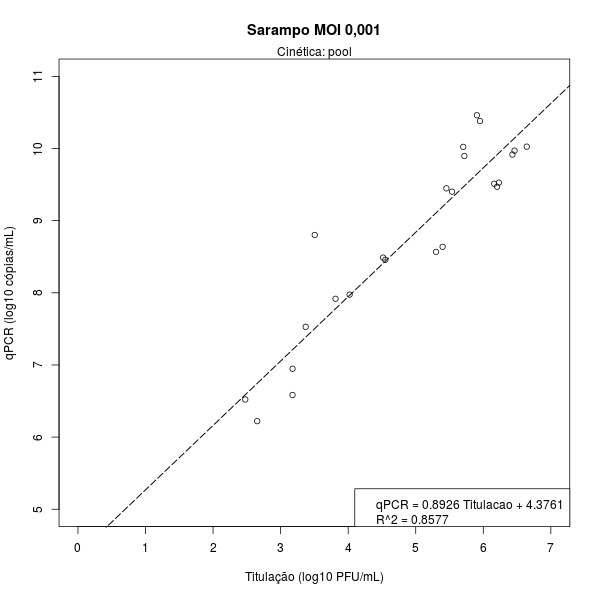 Sarampo MOI 0,001
Cinética: pool
11
10
9
8
7
6
5
qPCR (log10 cópias/mL)
qPCR = 0.8926 Titulacao + 4.3761
R^2 = 0.8577
0 1 2 3 4 5 6 7
Titulação (log10 PFU/mL)